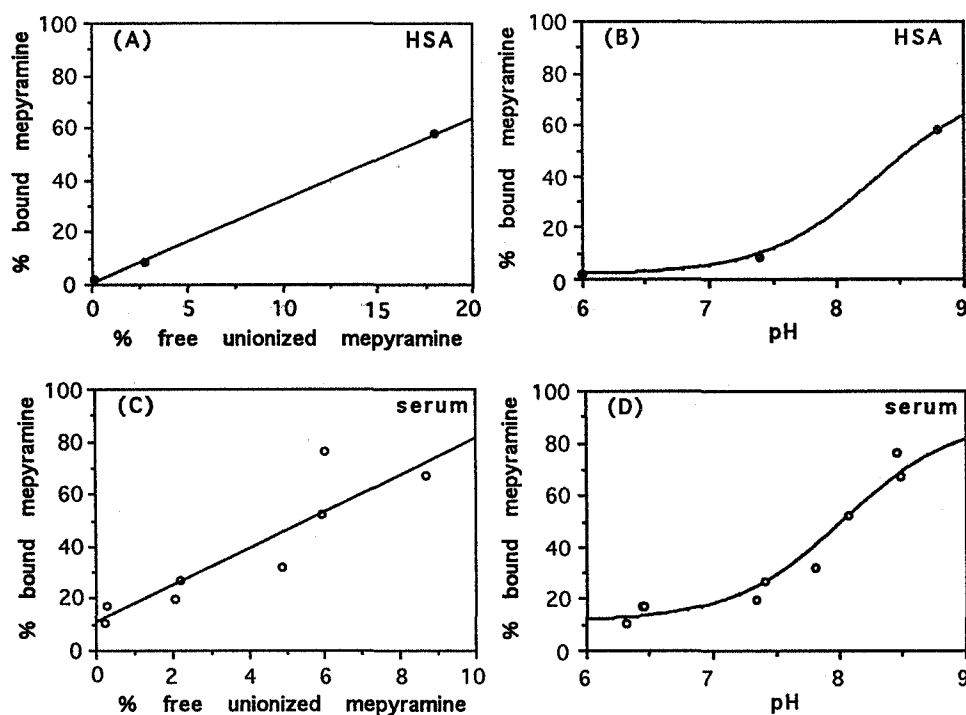 (A) HSA
% bound mepyramine
100
80
60
40
20
0
0 5 10 15 20
% free unionized mepyramine
(B) HSA
% bound mepyramine
100
80
60
40
20
0
6 7 8 9
pH
(C) serum
% bound mepyramine
100
80
60
40
20
0
0 2 4 6 8 10
% free unionized mepyramine
(D) serum
% bound mepyramine
100
80
60
40
20
0
6 7 8 9
pH